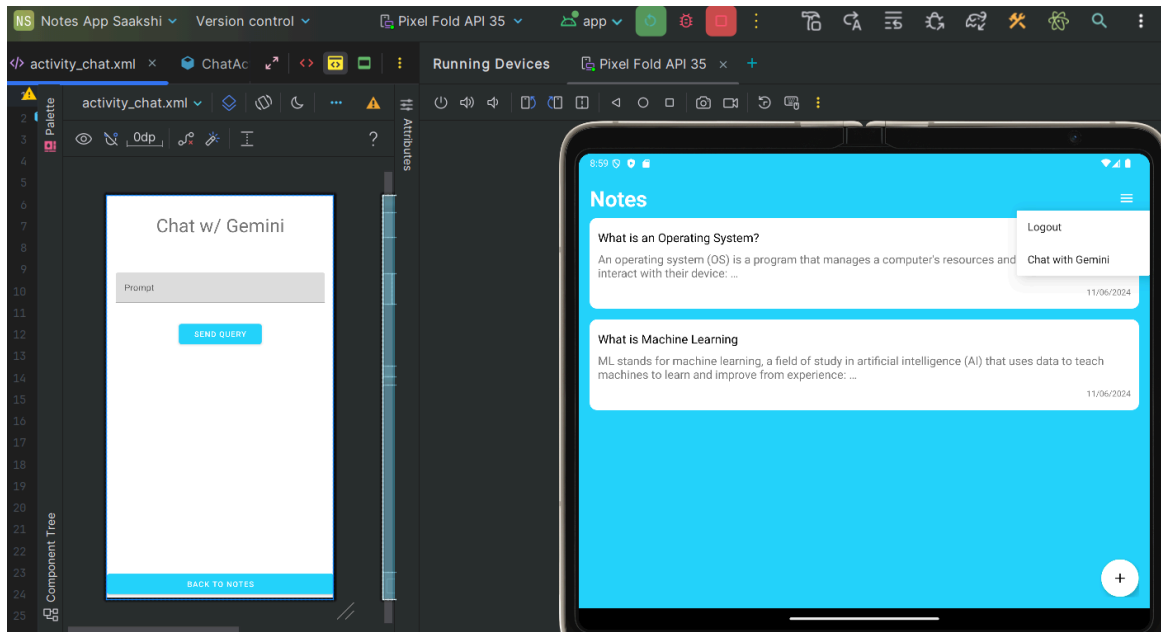 NS Notes App Saakshi Version control Pixel Fold API 35 app
activity_chat.xml ChatAc Running Devices Pixel Fold API 35
activity_chat.xml
0dp ?
Palette
Attributes
Component Tree
2
3
4
5
6
7
8
9
10
11
12
13
14
15
16
17
18
19
20
21
22
23
24
25
Chat w/ Gemini
Prompt
SEND QUERY
BACK TO NOTES
8:59
Notes
Logout
Chat with Gemini
What is an Operating System?
An operating system (OS) is a program that manages a computer's resources and
interact with their device: ...
11/06/2024
What is Machine Learning
ML stands for machine learning, a field of study in artificial intelligence (AI) that uses data to teach
machines to learn and improve from experience: ...
11/06/2024